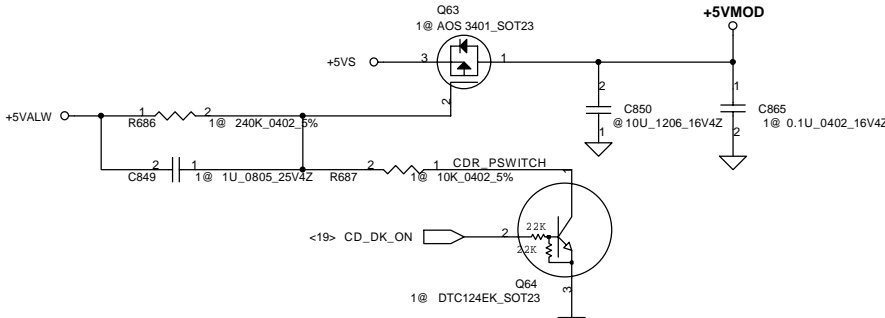 Q63
1@ AOS 3401_SOT23
+5VMOD
+5VS
3
1
2
+5VALW
1
2
R686
1@ 240K_0402_5%
2
1
C849
1@ 1U_0805_25V4Z
R687
2
1
CDR_PSWITCH
1@ 10K_0402_5%
2
C850
@10U_1206_16V4Z
1
1
C865
1@ 0.1U_0402_16V4Z
2
1
<19> CD_DK_ON
2
22K
22K
Q64
3
1@ DTC124EK_SOT23